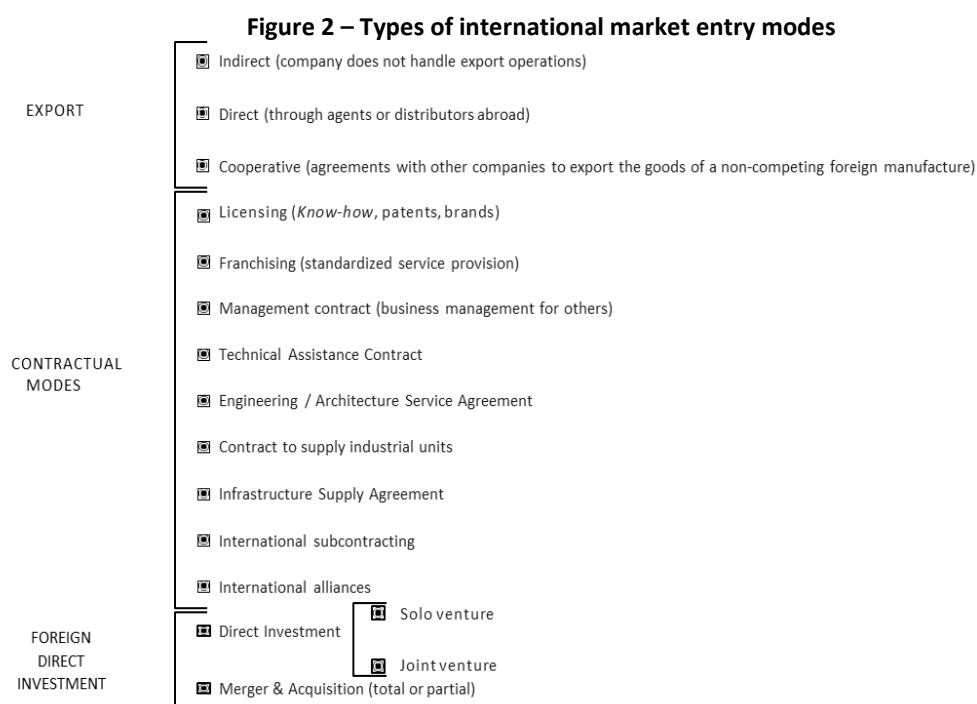 Figure 2 – Types of international market entry modes
EXPORT
Indirect (company does not handle export operations)
Direct (through agents or distributors abroad)
Cooperative (agreements with other companies to export the goods of a non-competing foreign manufacture)
CONTRACTUAL
MODES
Licensing (Know-how, patents, brands)
Franchising (standardized service provision)
Management contract (business management for others)
Technical Assistance Contract
Engineering / Architecture Service Agreement
Contract to supply industrial units
Infrastructure Supply Agreement
International subcontracting
International alliances
FOREIGN
DIRECT
INVESTMENT
Direct Investment
Solo venture
Joint venture
Merger & Acquisition (total or partial)